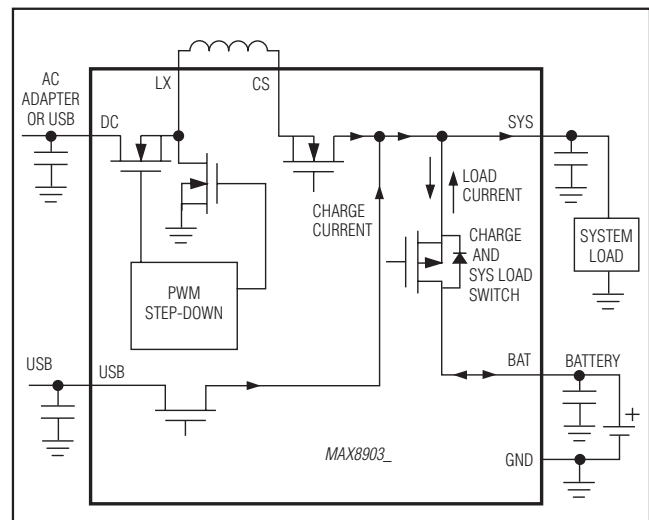 AC
ADAPTER
OR USB
DC
LX
CS
SYS
CHARGE
CURRENT
LOAD
CURRENT
CHARGE
AND
SYS LOAD
SWITCH
SYSTEM
LOAD
PWM
STEP-DOWN
USB
USB
BAT
BATTERY
+
MAX8903_
GND